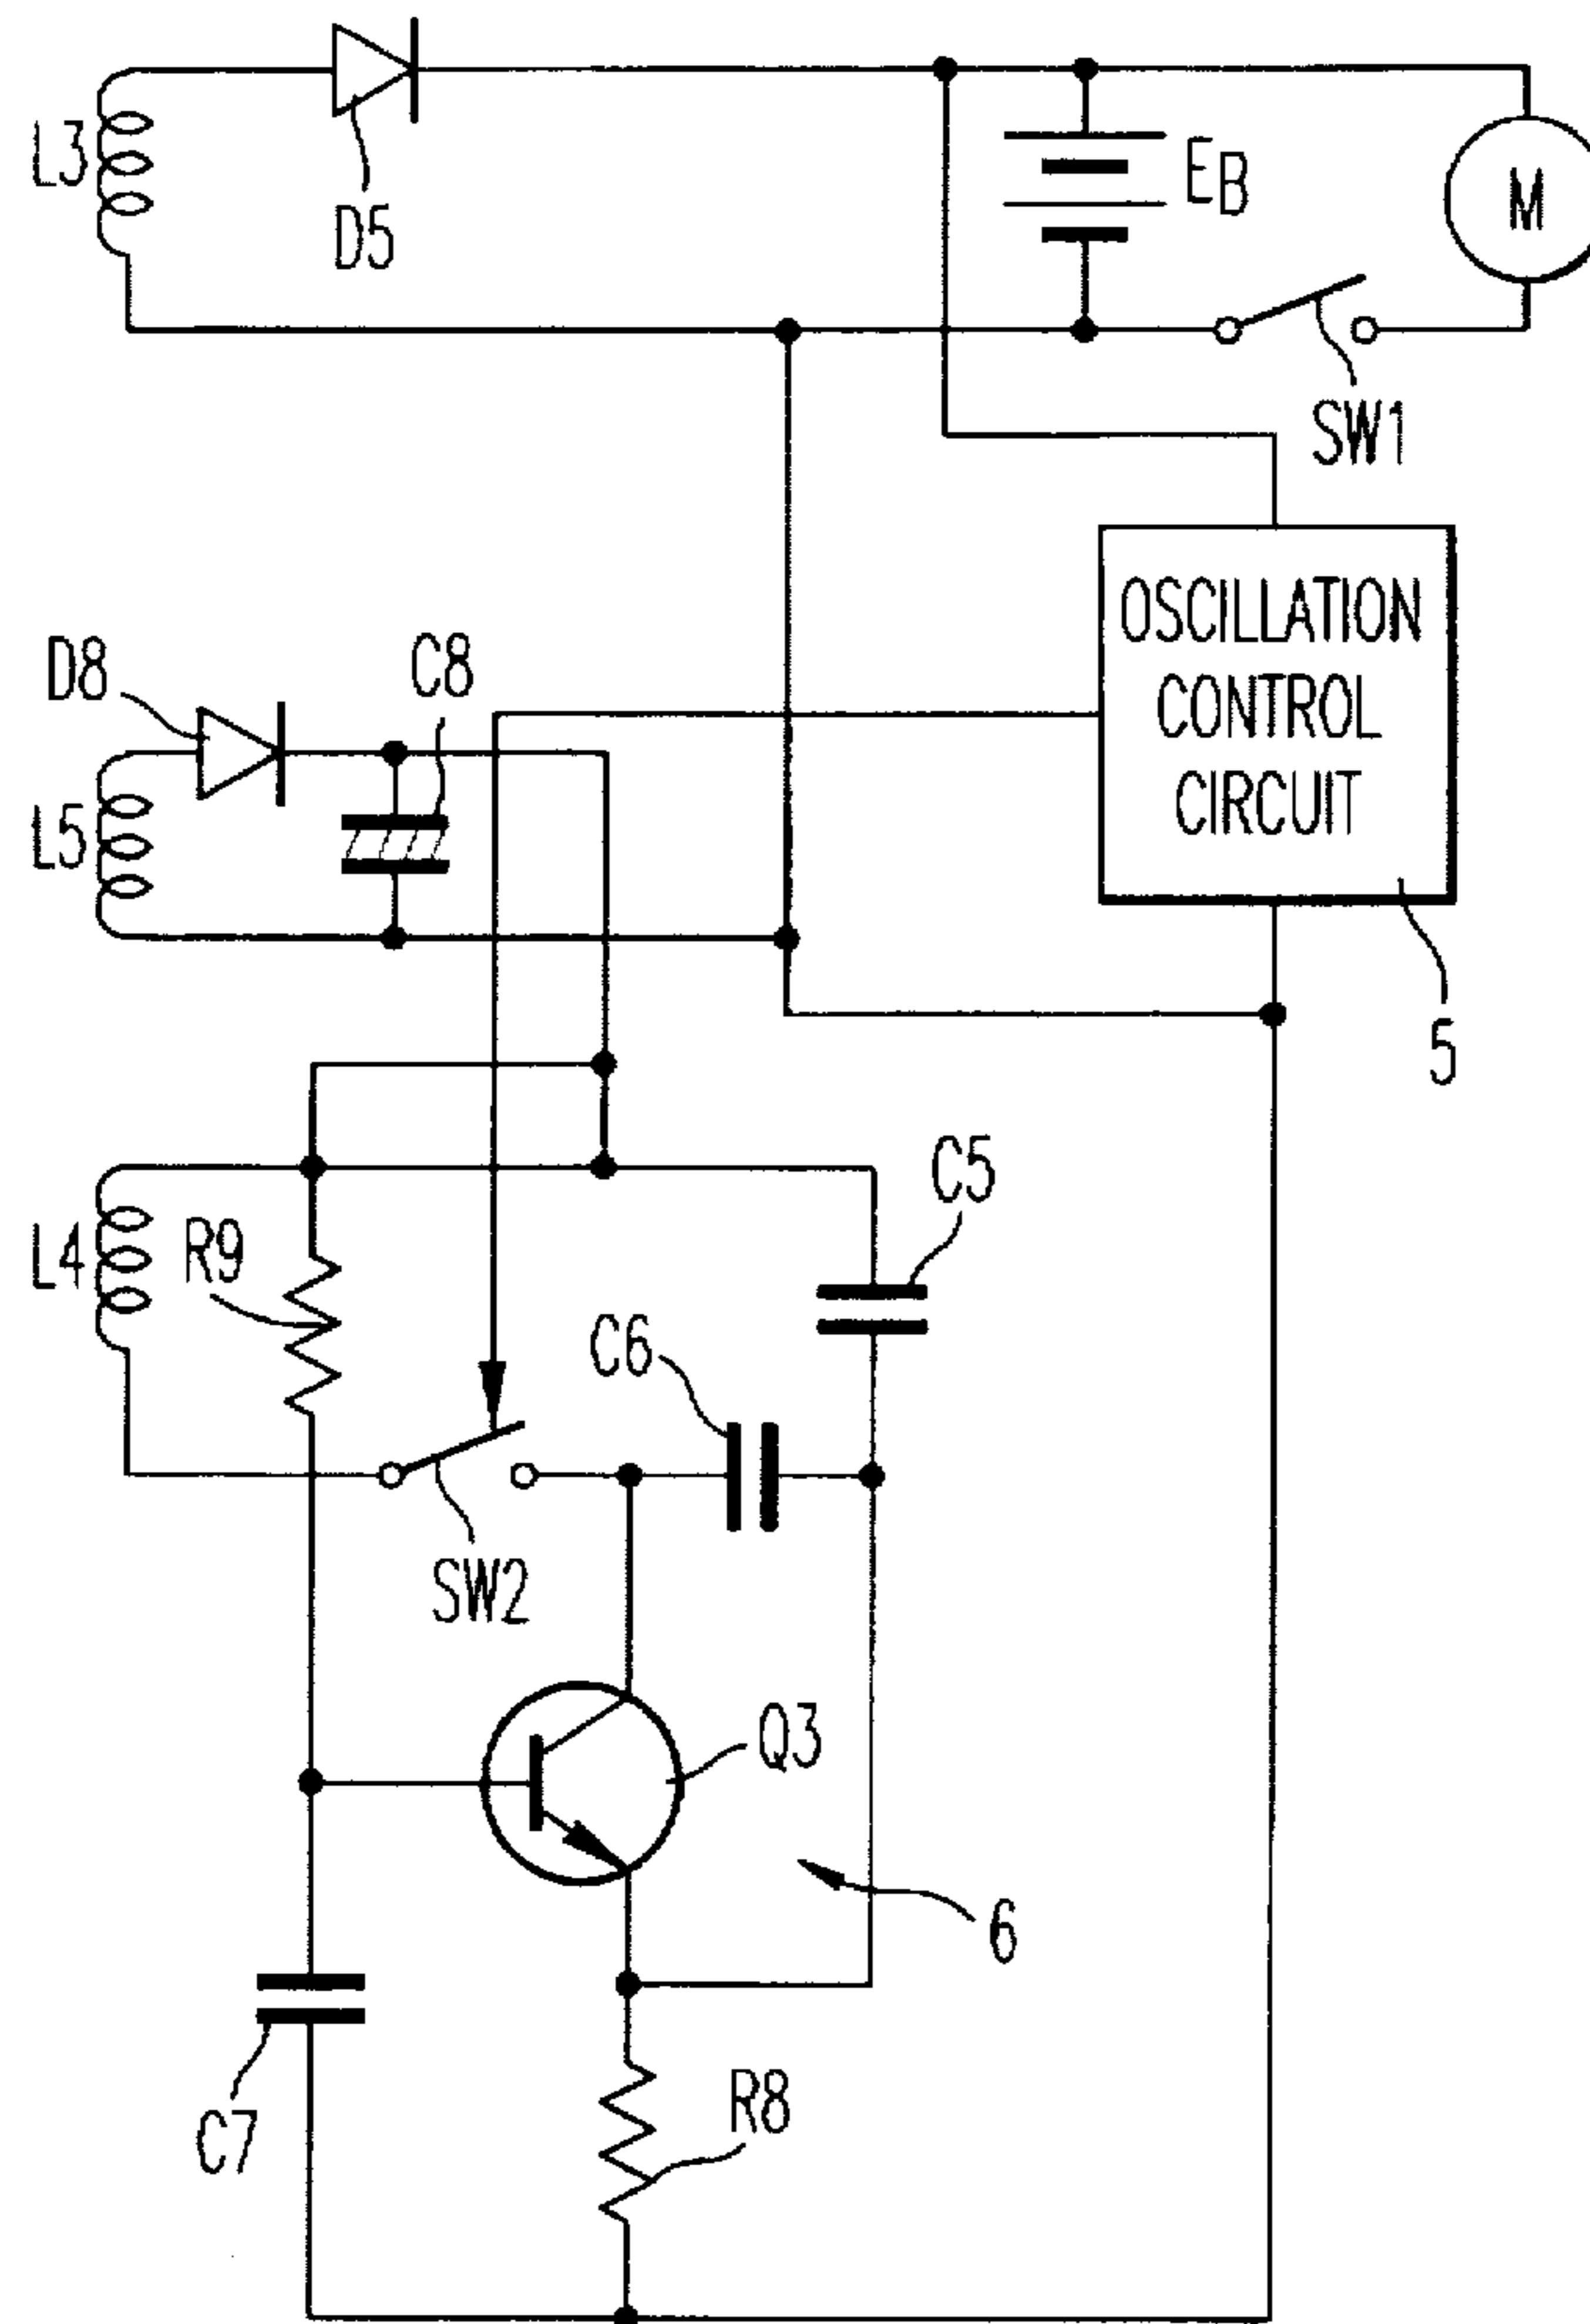 L3
D5
EB
M
SW1
OSCILLATION
CONTROL
CIRCUIT
5
D8
C8
L5
C5
L4
R9
C6
SW2
Q3
6
C7
R8